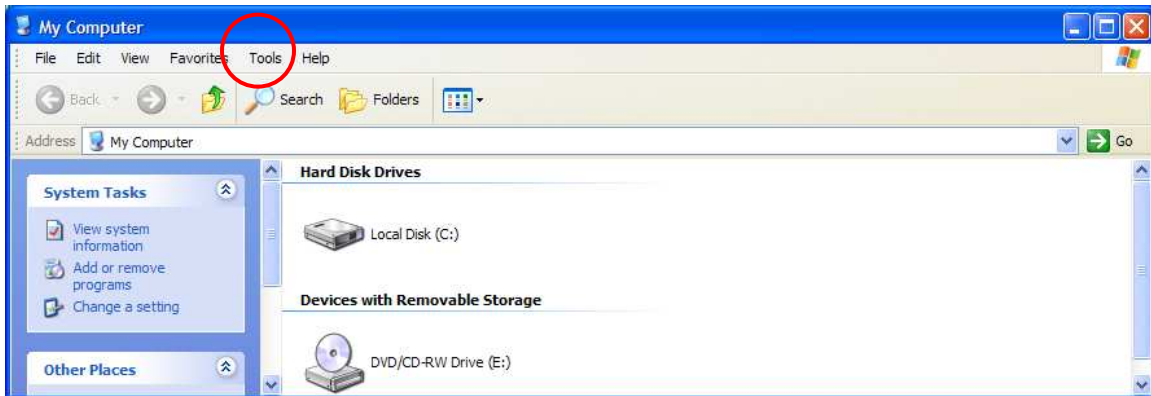 My Computer
File Edit View Favorites Tools Help
Back Search Folders
Address My Computer Go
System Tasks
View system
information
Add or remove
programs
Change a setting
Other Places
Hard Disk Drives
Local Disk (C:)
Devices with Removable Storage
DVD/CD-RW Drive (E:)